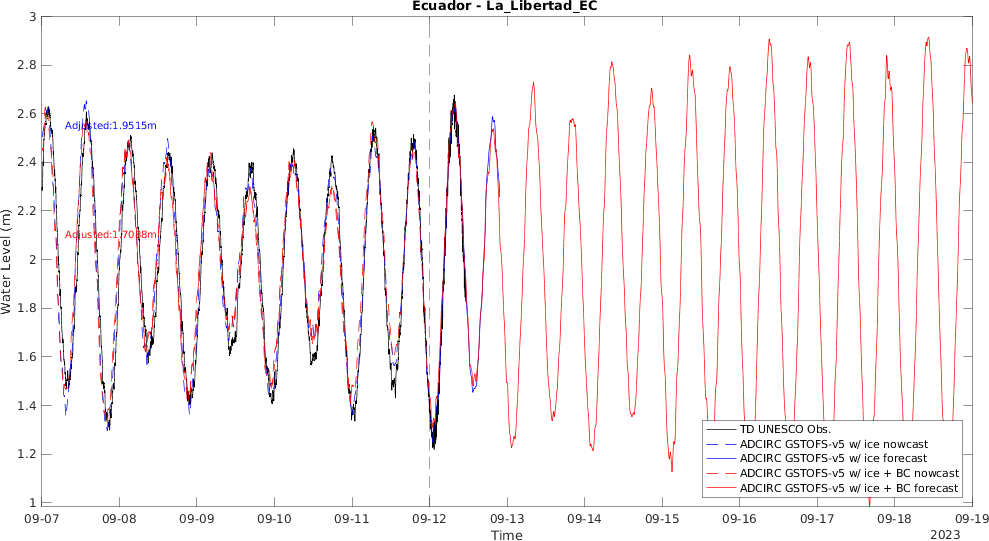 Ecuador - La_Libertad_EC
3
2.8
2.6
2.4
2.2
2
1.8
1.6
1.4
1.2
1
Water Level (m)
Adjusted:1.9515m
Adjusted:1.7038m
TD UNESCO Obs.
ADCIRC GSTOFS-v5 w/ ice nowcast
ADCIRC GSTOFS-v5 w/ ice forecast
ADCIRC GSTOFS-v5 w/ ice + BC nowcast
ADCIRC GSTOFS-v5 w/ ice + BC forecast
09-07 09-08 09-09 09-10 09-11 09-12 09-13 09-14 09-15 09-16 09-17 09-18 09-19
Time
2023